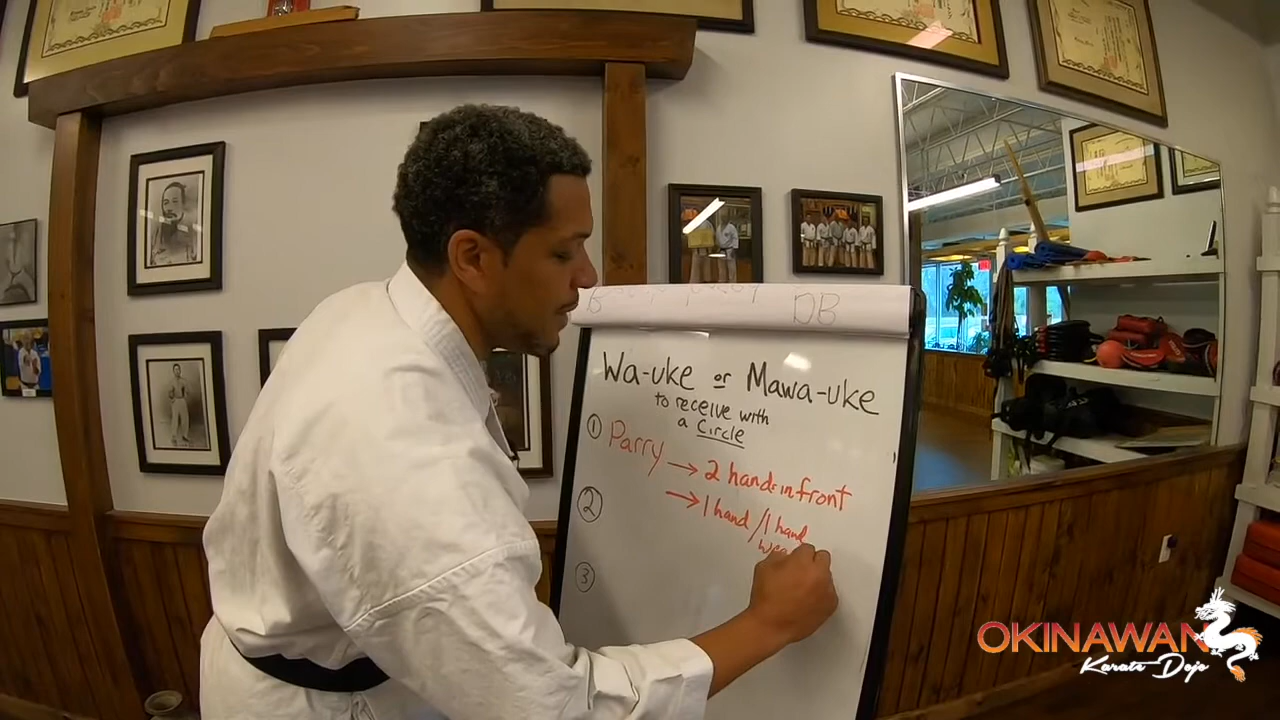 DB
Wa-uke or Mawa-uke
to receive with
a Circle
① Parry → 2 hands in front
② → 1 hand / 1 hand
③
OKINAWAN
Karate Dojo